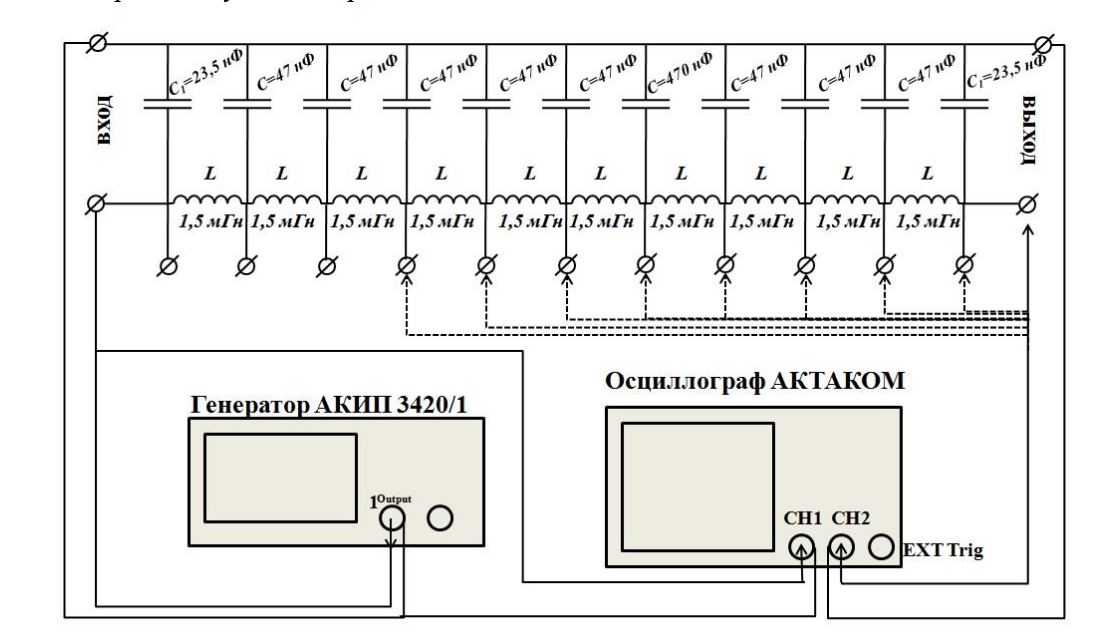 C₁=23,5 нФ
C=47 нФ
C=47 нФ
C=47 нФ
C=47 нФ
C=47 нФ
C=470 нФ
C=47 нФ
C=47 нФ
C=47 нФ
C₁=23,5 нФ
ВХОД
ВЫХОД
L L L L L L L L L L
1,5 мГн 1,5 мГн 1,5 мГн 1,5 мГн 1,5 мГн 1,5 мГн 1,5 мГн 1,5 мГн 1,5 мГн 1,5 мГн
Осциллограф АКТАКОМ
Генератор АКИП 3420/1
1 Output
CH1 CH2
EXT Trig